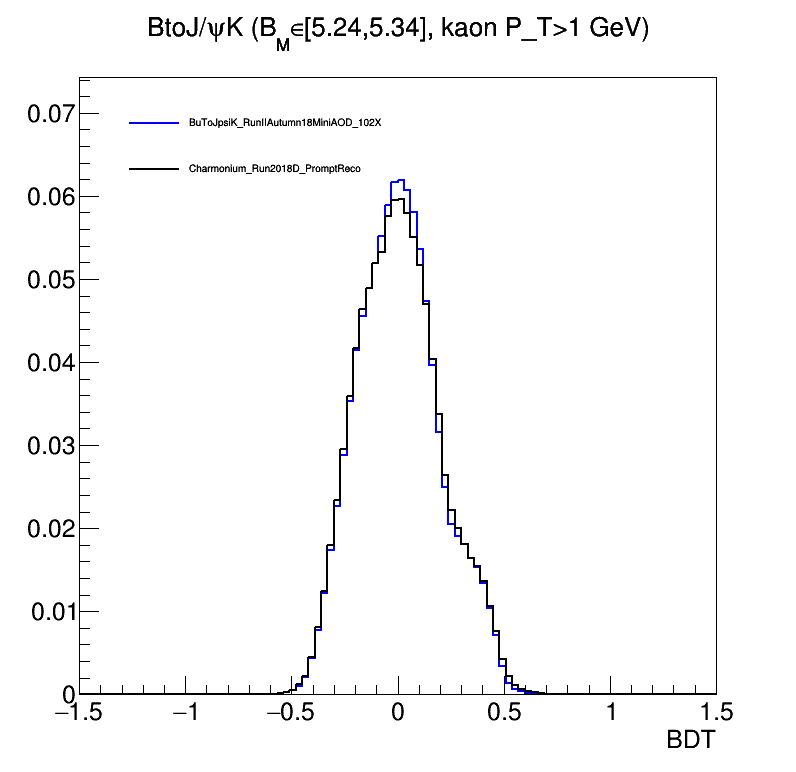 BtoJ/ψK (B_M∈[5.24,5.34], kaon P_T>1 GeV)
0.07
BuToJpsiK_RunIIAutumn18MiniAOD_102X
Charmonium_Run2018D_PromptReco
0.06
0.05
0.04
0.03
0.02
0.01
0
−1.5 −1 −0.5 0 0.5 1 1.5
BDT